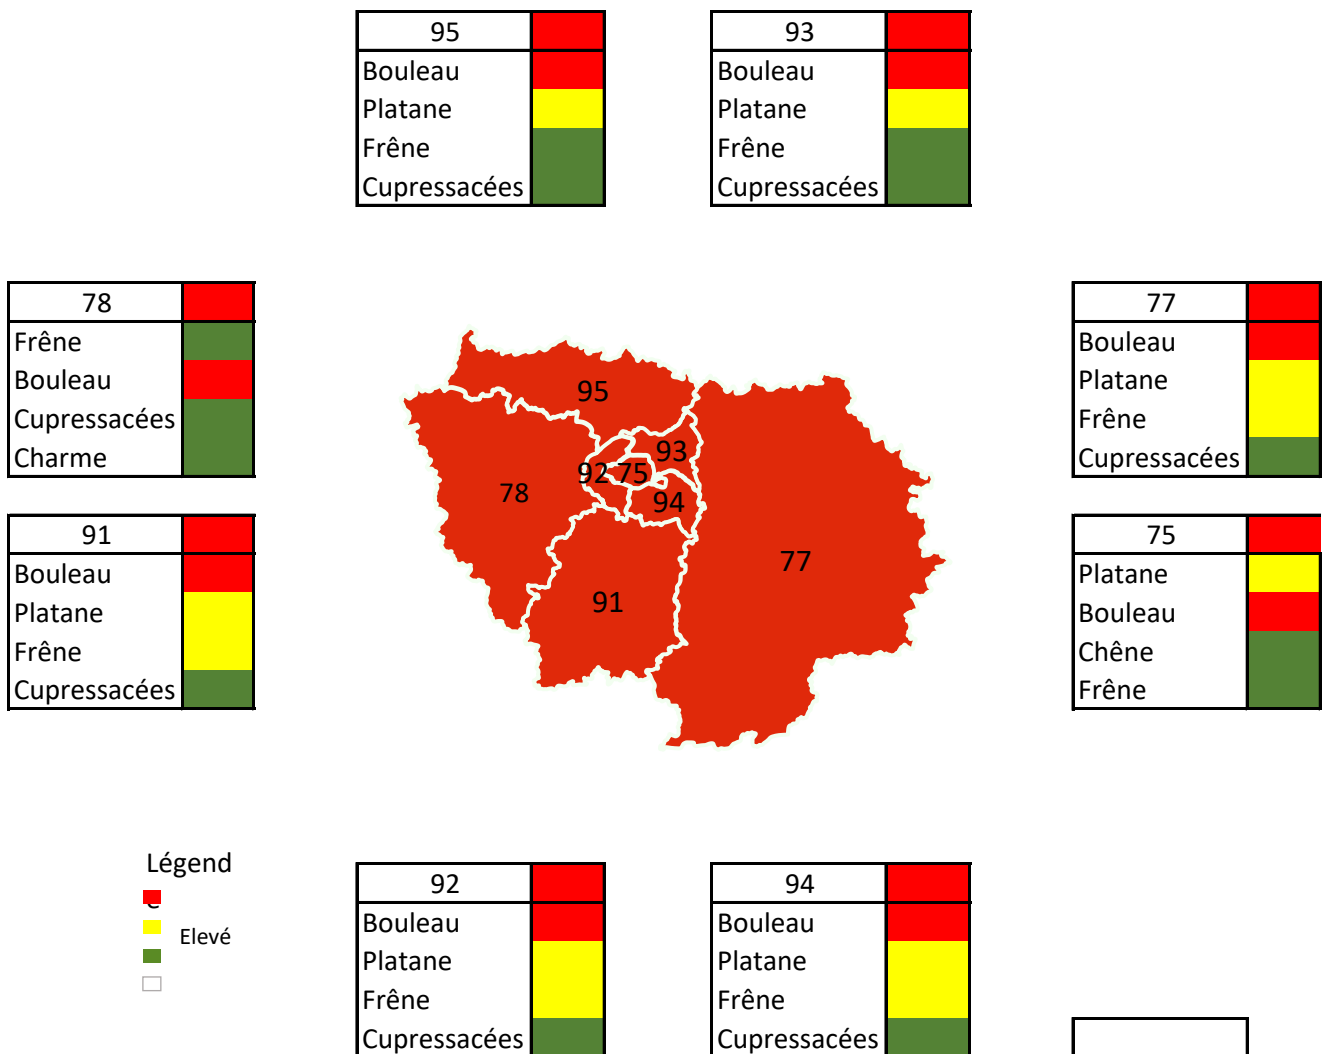 95
Bouleau
Platane
Frêne
Cupressacées
93
Bouleau
Platane
Frêne
Cupressacées
78
Frêne
Bouleau
Cupressacées
Charme
77
Bouleau
Platane
Frêne
Cupressacées
95
93
92
75
78
94
77
91
91
Bouleau
Platane
Frêne
Cupressacées
75
Platane
Bouleau
Chêne
Frêne
Légend
e
Elevé
92
Bouleau
Platane
Frêne
Cupressacées
94
Bouleau
Platane
Frêne
Cupressacées